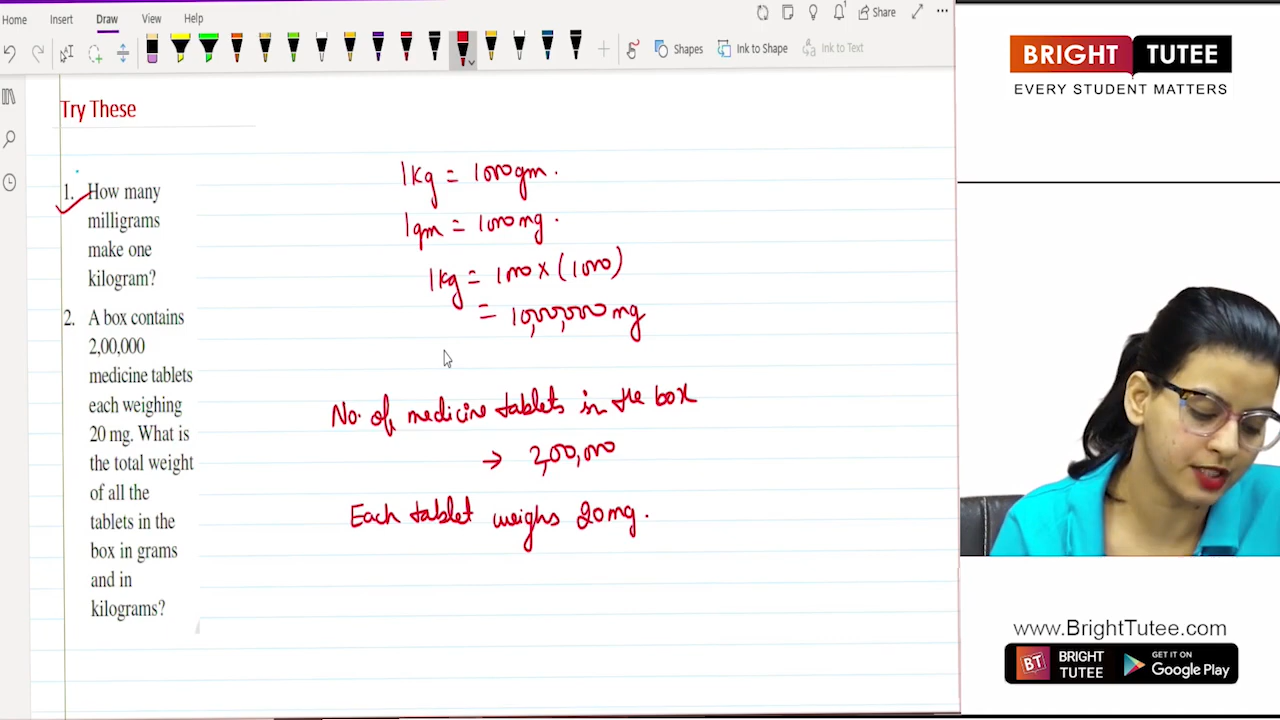 Home Insert Draw View Help
Share
Shapes Ink to Shape Ink to Text
Try These
1. How many
milligrams
make one
kilogram?
2. A box contains
2,00,000
medicine tablets
each weighing
20 mg. What is
the total weight
of all the
tablets in the
box in grams
and in
kilograms?
1Kg = 1000gm.
1gm = 1000mg.
1Kg = 1000 x (1000)
= 10,00,000 mg
No. of medicine tablets in the box
→ 2,00,000
Each tablet weighs 20mg.
BRIGHT TUTEE
EVERY STUDENT MATTERS
www.BrightTutee.com
BT BRIGHT TUTEE
GET IT ON
Google Play